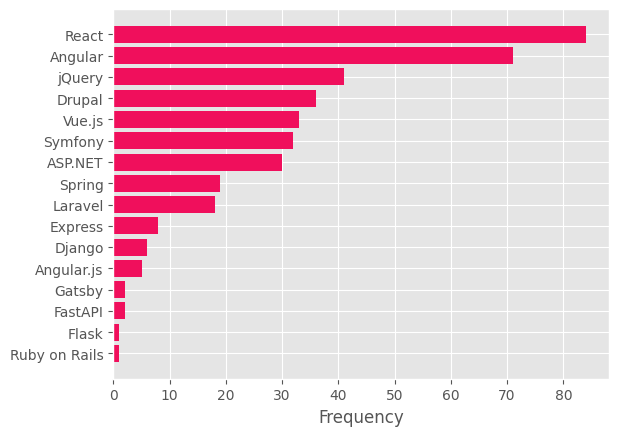 React
Angular
jQuery
Drupal
Vue.js
Symfony
ASP.NET
Spring
Laravel
Express
Django
Angular.js
Gatsby
FastAPI
Flask
Ruby on Rails
0 10 20 30 40 50 60 70 80
Frequency